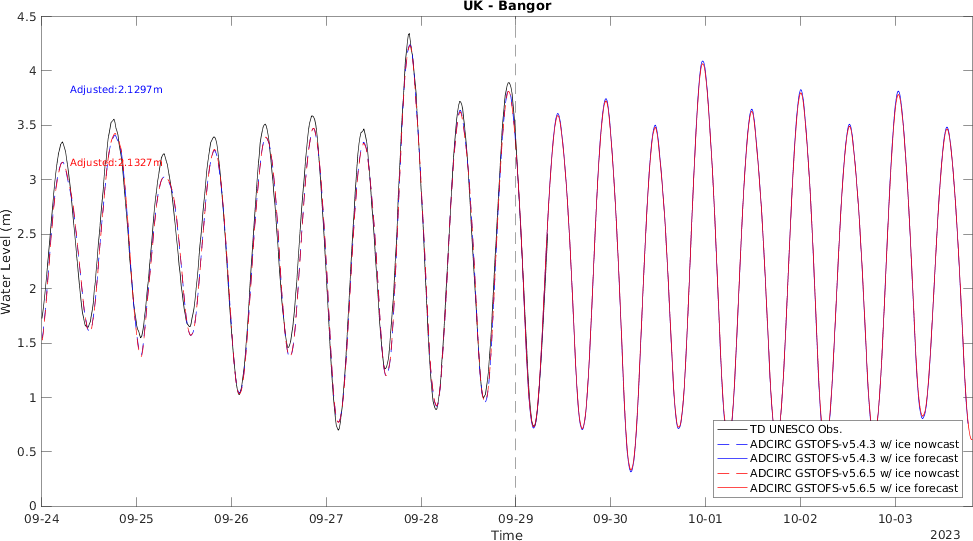 UK - Bangor
4.5
4
3.5
3
2.5
2
1.5
1
0.5
0
Water Level (m)
Adjusted:2.1297m
Adjusted:2.1327m
TD UNESCO Obs.
ADCIRC GSTOFS-v5.4.3 w/ ice nowcast
ADCIRC GSTOFS-v5.4.3 w/ ice forecast
ADCIRC GSTOFS-v5.6.5 w/ ice nowcast
ADCIRC GSTOFS-v5.6.5 w/ ice forecast
09-24 09-25 09-26 09-27 09-28 09-29 09-30 10-01 10-02 10-03
Time
2023